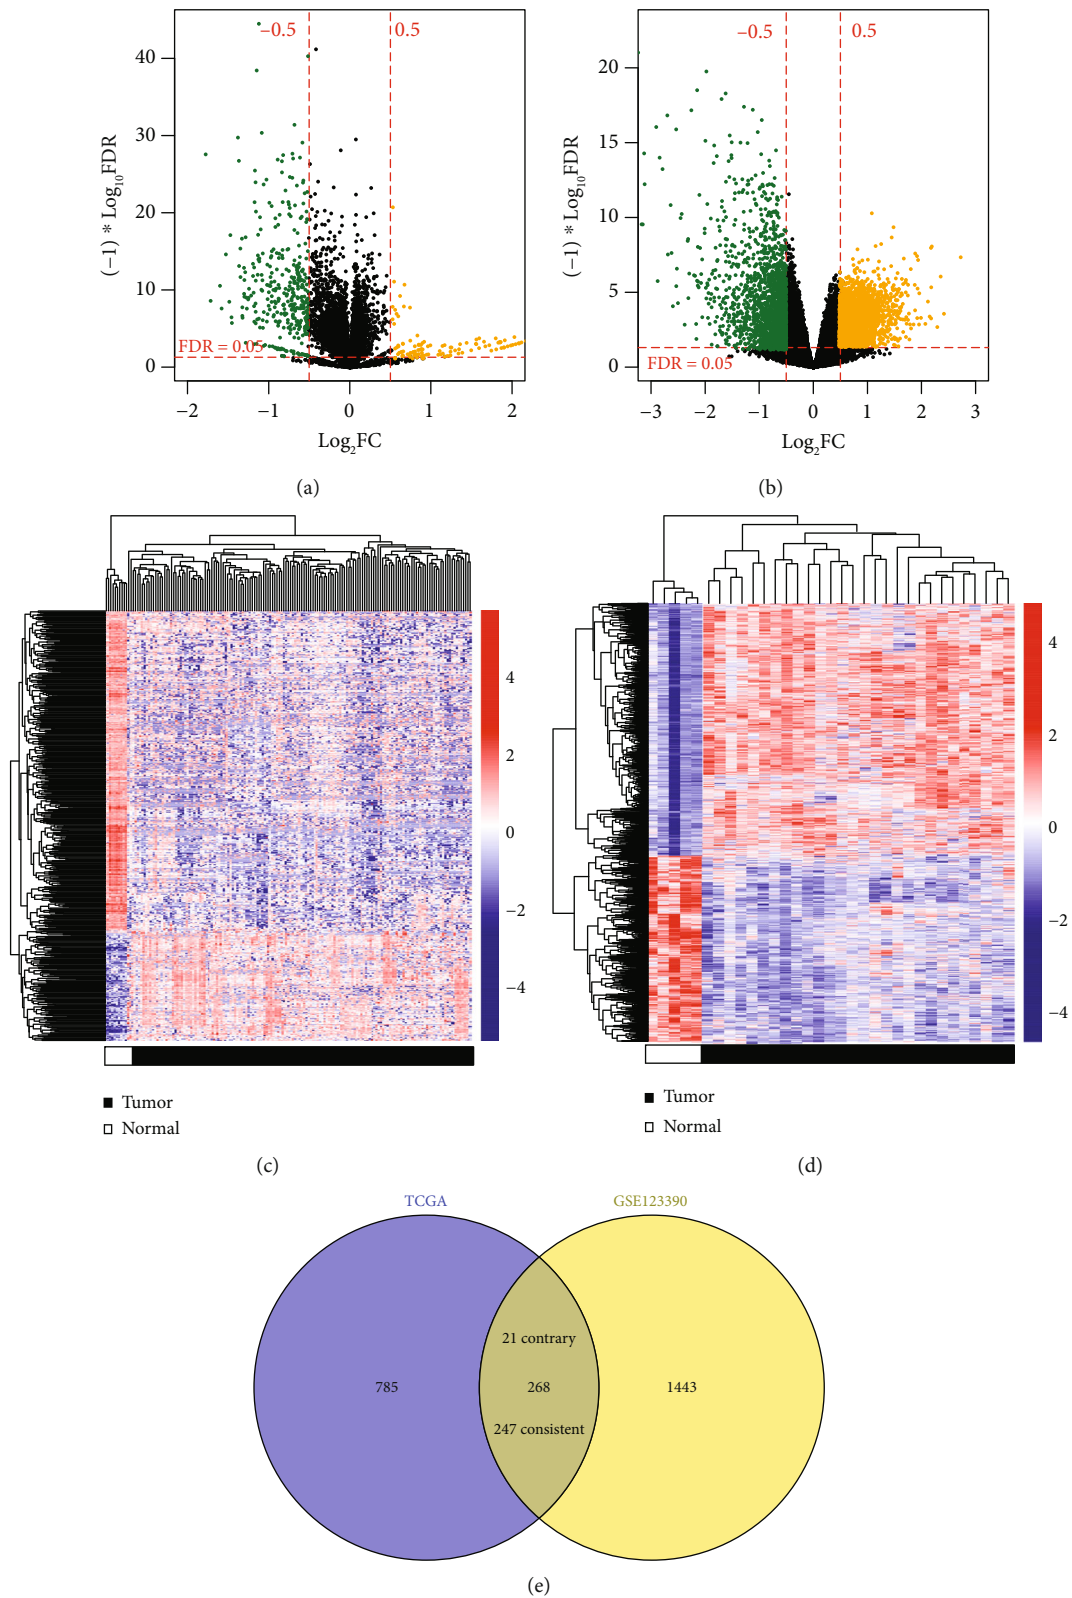 −0.5
0.5
40
30
20
10
0
(−1) * Log₁₀FDR
FDR = 0.05
−2
−1
0
1
2
Log₂FC
(a)
−0.5
0.5
20
15
10
5
0
(−1) * Log₁₀FDR
FDR = 0.05
−3
−2
−1
0
1
2
3
Log₂FC
(b)
4
2
0
−2
−4
Tumor
Normal
(c)
4
2
0
−2
−4
Tumor
Normal
(d)
TCGA
GSE123390
21 contrary
785
268
1443
247 consistent
(e)